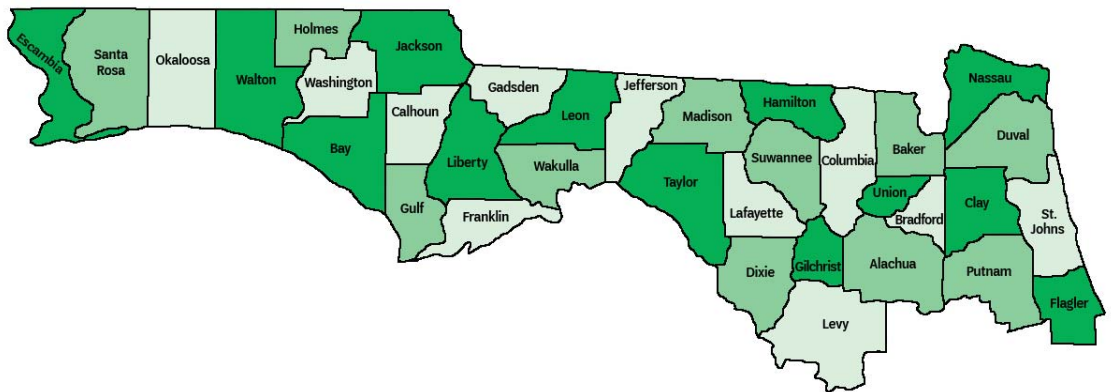 Escambia
Santa
Rosa
Okaloosa
Walton
Holmes
Washington
Jackson
Bay
Calhoun
Gulf
Liberty
Gadsden
Franklin
Leon
Wakulla
Jefferson
Madison
Taylor
Hamilton
Suwannee
Lafayette
Dixie
Columbia
Gilchrist
Levy
Baker
Union
Bradford
Alachua
Nassau
Duval
Clay
Putnam
St.
Johns
Flagler